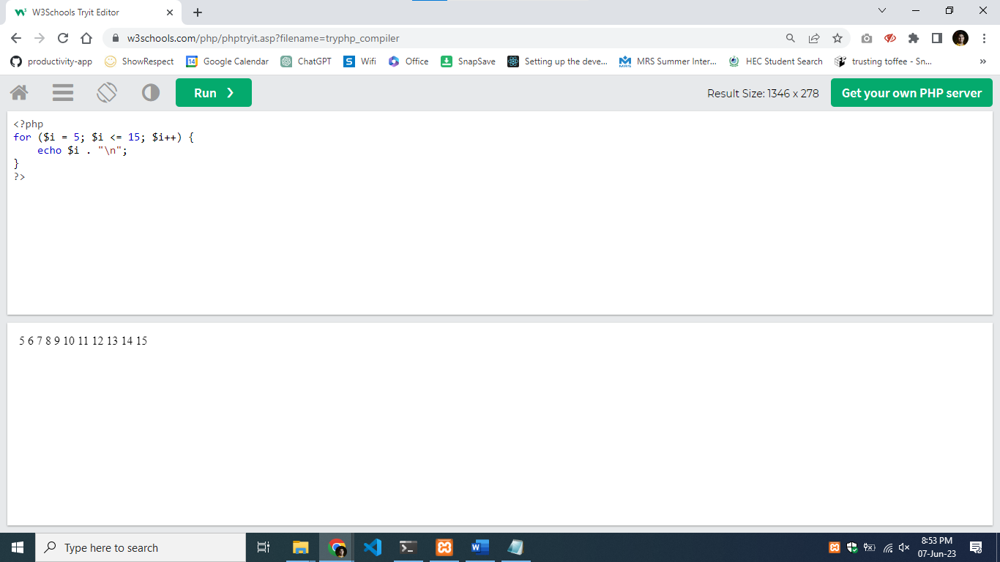 W3Schools Tryit Editor
w3schools.com/php/phptryit.asp?filename=tryphp_compiler
productivity-app ShowRespect 14 Google Calendar ChatGPT S Wifi Office SnapSave Setting up the deve... MRS MRS Summer Inter... HEC Student Search trusting toffee - Sn... »
Run ❯ Result Size: 1346 x 278 Get your own PHP server
<?php
for ($i = 5; $i <= 15; $i++) {
    echo $i . "\n";
}
?>
5 6 7 8 9 10 11 12 13 14 15
Type here to search
8:53 PM
07-Jun-23